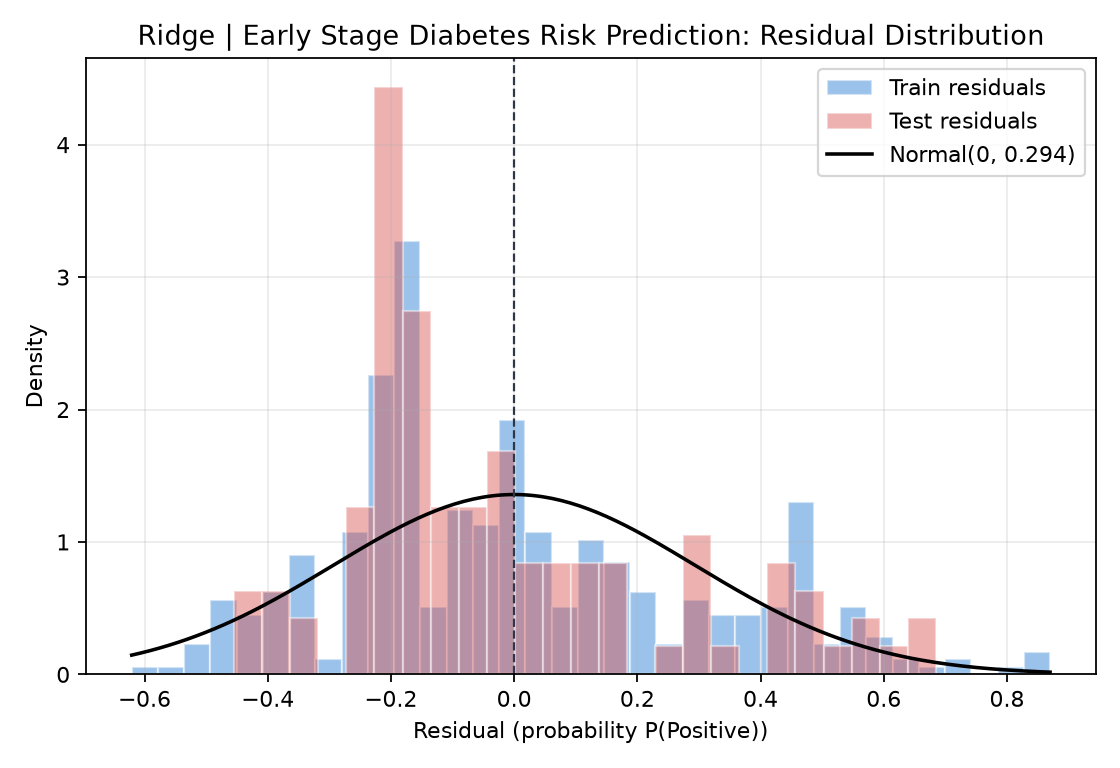 Ridge | Early Stage Diabetes Risk Prediction: Residual Distribution
Train residuals
Test residuals
Normal(0, 0.294)
Density
4
3
2
1
0
−0.6 −0.4 −0.2 0.0 0.2 0.4 0.6 0.8
Residual (probability P(Positive))